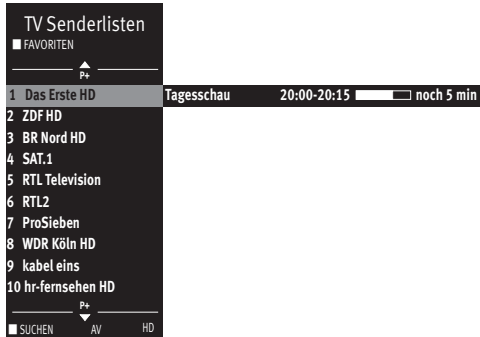 TV Senderlisten
FAVORITEN
P+
1 Das Erste HD Tagesschau 20:00-20:15 noch 5 min
2 ZDF HD
3 BR Nord HD
4 SAT.1
5 RTL Television
6 RTL2
7 ProSieben
8 WDR Köln HD
9 kabel eins
10 hr-fernsehen HD
P+
SUCHEN AV HD